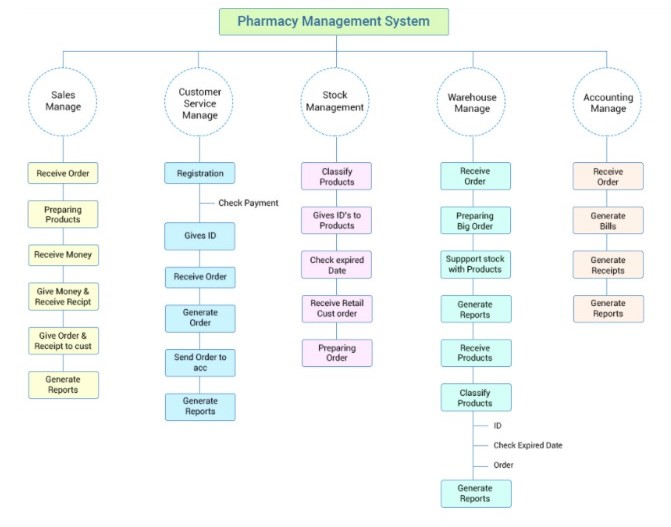 Pharmacy Management System
Sales
Manage
Receive Order
Preparing
Products
Receive Money
Give Money &
Receive Recipt
Give Order &
Receipt to cust
Generate
Reports
Customer
Service
Manage
Registration
Check Payment
Gives ID
Receive Order
Generate
Order
Send Order to
acc
Generate
Reports
Stock
Management
Classify
Products
Gives ID's to
Products
Check expired
Date
Receive Retail
Cust order
Preparing
Order
Warehouse
Manage
Receive
Order
Preparing
Big Order
Suppport stock
with Products
Generate
Reports
Receive
Products
Classify
Products
ID
Check Expired Date
Order
Generate
Reports
Accounting
Manage
Receive
Order
Generate
Bills
Generate
Receipts
Generate
Reports